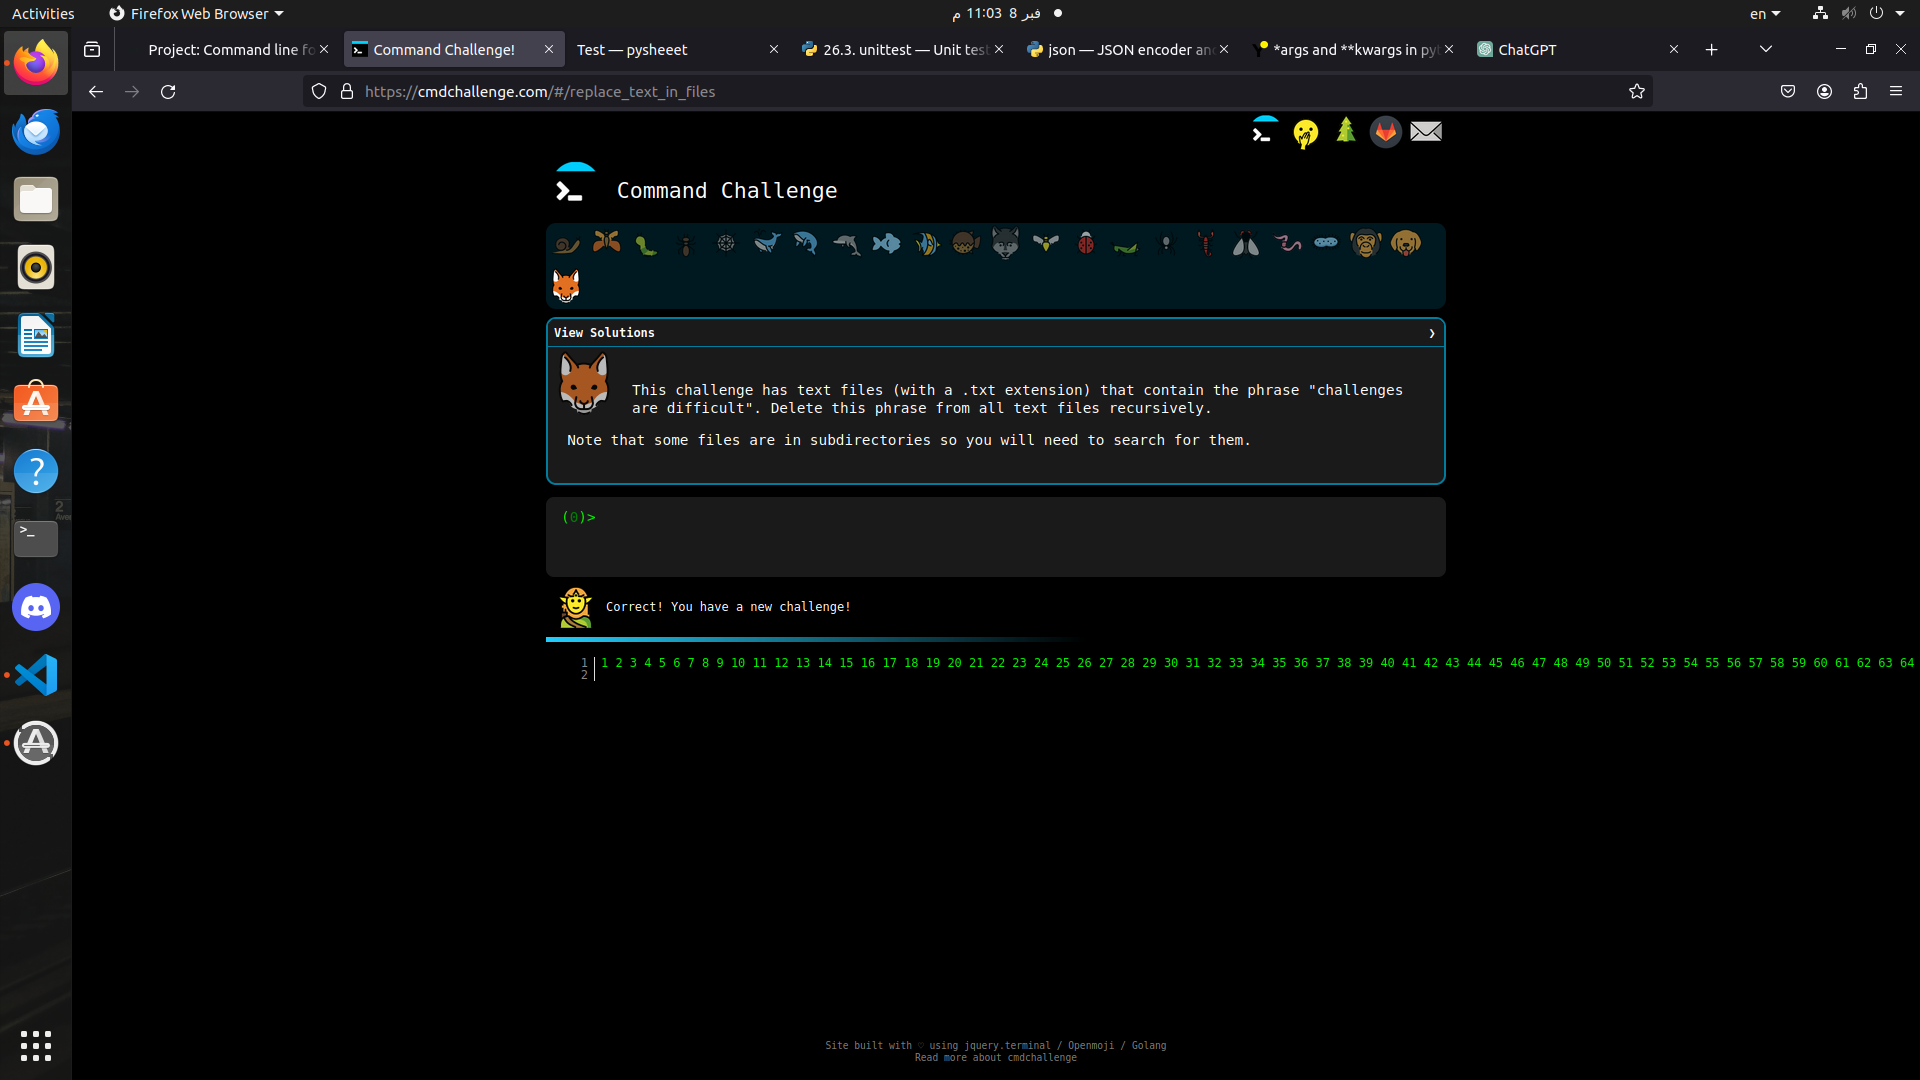 Activities
Firefox Web Browser
فبر 8 11:03 م
en
Project: Command line fo
Command Challenge!
Test — pysheeet
26.3. unittest — Unit test
json — JSON encoder an
*args and **kwargs in pyt
ChatGPT
https://cmdchallenge.com/#/replace_text_in_files
Command Challenge
View Solutions
This challenge has text files (with a .txt extension) that contain the phrase "challenges
are difficult". Delete this phrase from all text files recursively.
Note that some files are in subdirectories so you will need to search for them.
(0)>
Correct! You have a new challenge!
1 1 2 3 4 5 6 7 8 9 10 11 12 13 14 15 16 17 18 19 20 21 22 23 24 25 26 27 28 29 30 31 32 33 34 35 36 37 38 39 40 41 42 43 44 45 46 47 48 49 50 51 52 53 54 55 56 57 58 59 60 61 62 63 64
2
Site built with ♡ using jquery.terminal / Openmoji / Golang
Read more about cmdchallenge